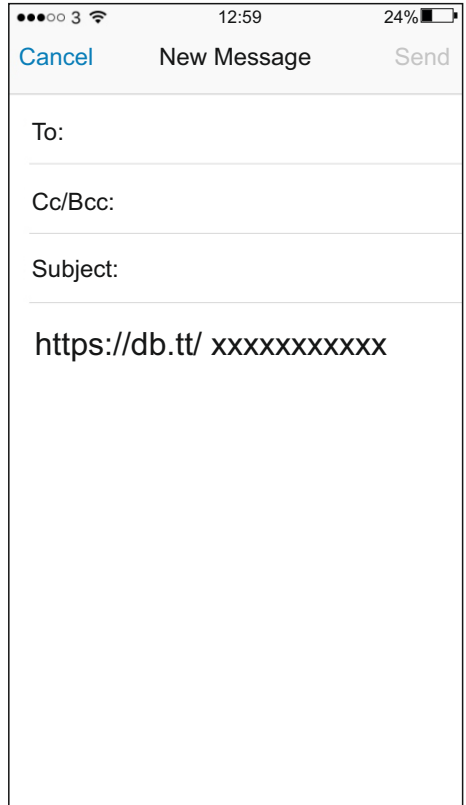 3 12:59 24%
Cancel New Message Send
To:
Cc/Bcc:
Subject:
https://db.tt/ xxxxxxxxxxx